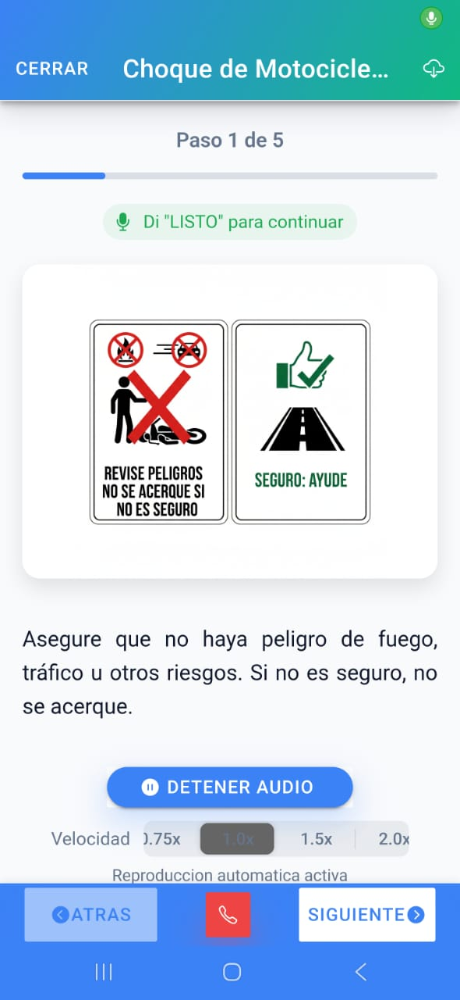 CERRAR
Choque de Motocicle...
Paso 1 de 5
Di "LISTO" para continuar
REVISE PELIGROS
NO SE ACERQUE SI
NO ES SEGURO
SEGURO: AYUDE
Asegure que no haya peligro de fuego,
tráfico u otros riesgos. Si no es seguro, no
se acerque.
DETENER AUDIO
Velocidad 0.75x 1.0x 1.5x 2.0x
Reproduccion automatica activa
ATRAS
SIGUIENTE